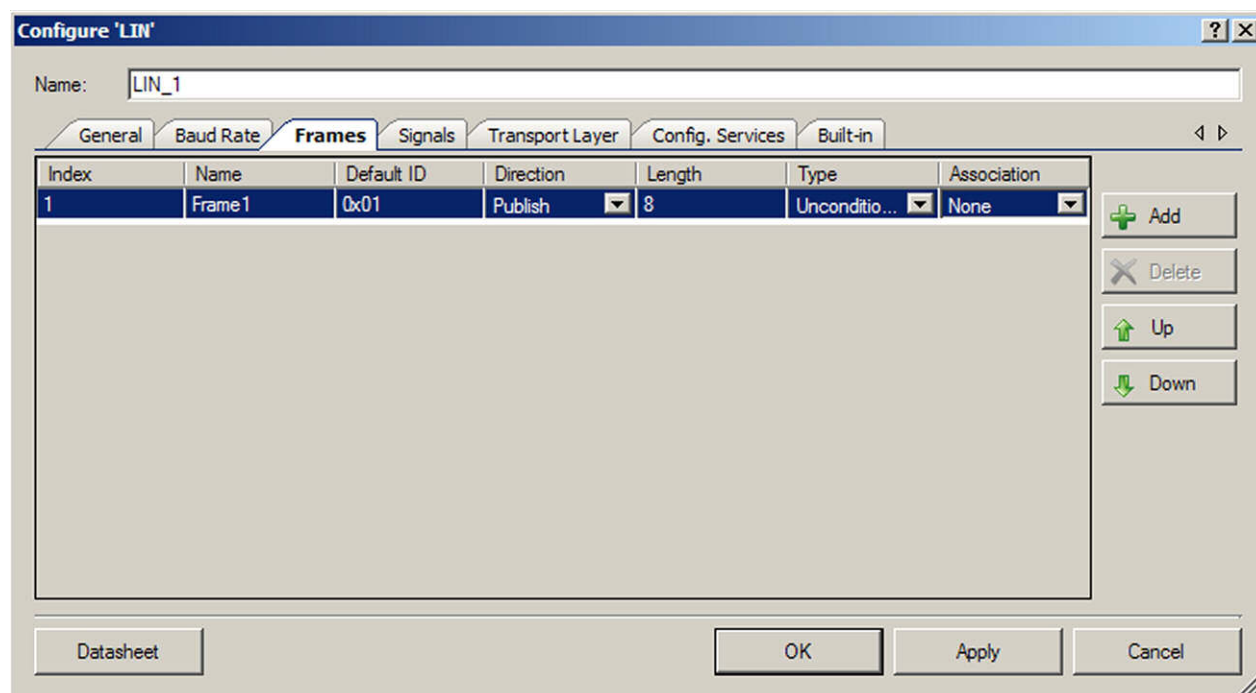 Configure 'LIN'
Name: LIN_1
General Baud Rate Frames Signals Transport Layer Config. Services Built-in
Index Name Default ID Direction Length Type Association
1 Frame1 0x01 Publish 8 Unconditio... None
Add
Delete
Up
Down
Datasheet OK Apply Cancel